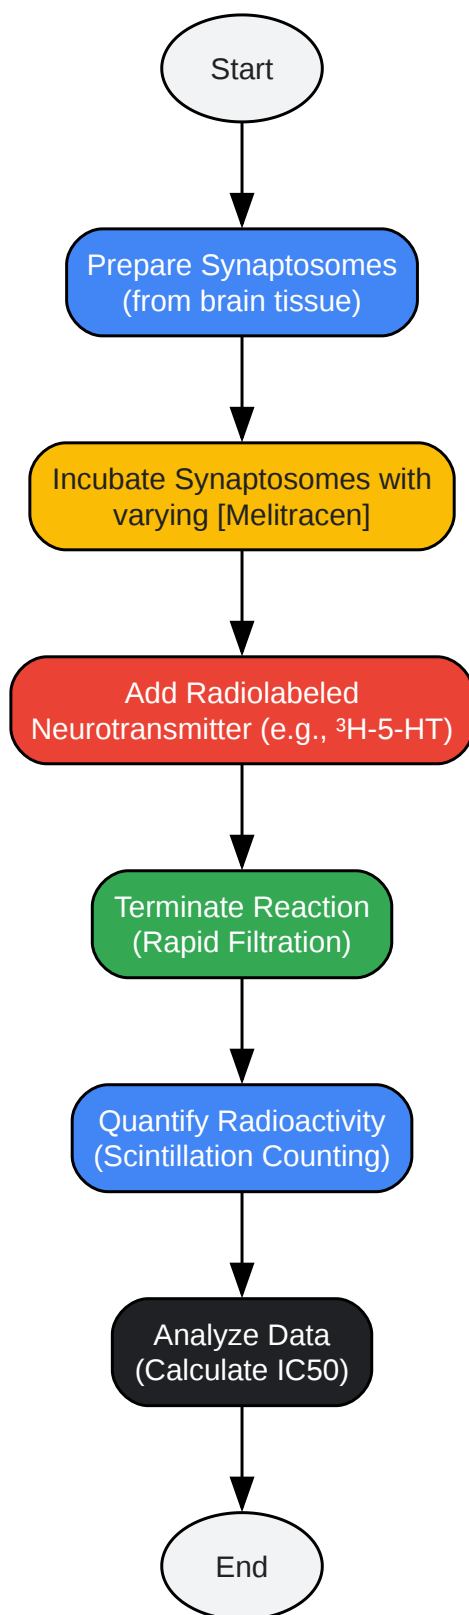 Start
Prepare Synaptosomes
(from brain tissue)
Incubate Synaptosomes with
varying [Melitracen]
Add Radiolabeled
Neurotransmitter (e.g., ³H-5-HT)
Terminate Reaction
(Rapid Filtration)
Quantify Radioactivity
(Scintillation Counting)
Analyze Data
(Calculate IC50)
End